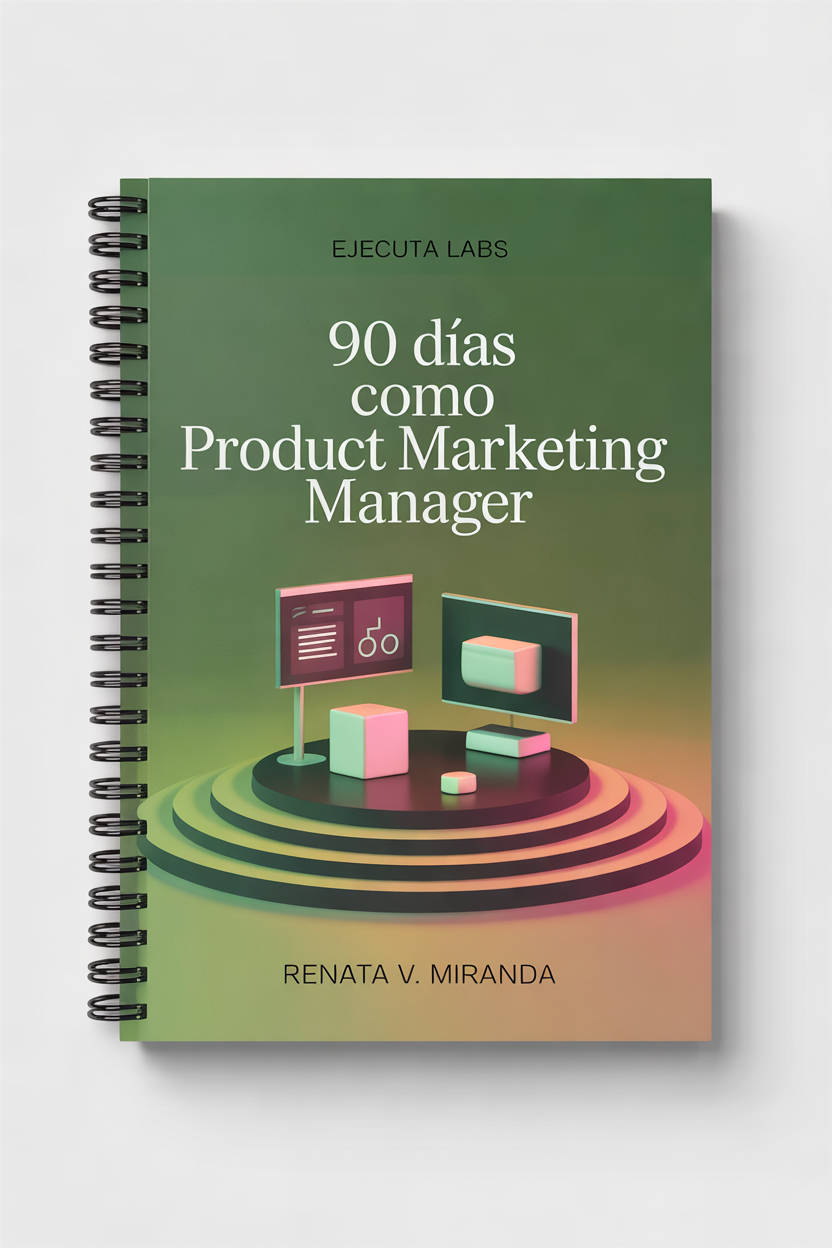 EJECUTA LABS
90 días
como
Product Marketing
Manager
RENATA V. MIRANDA